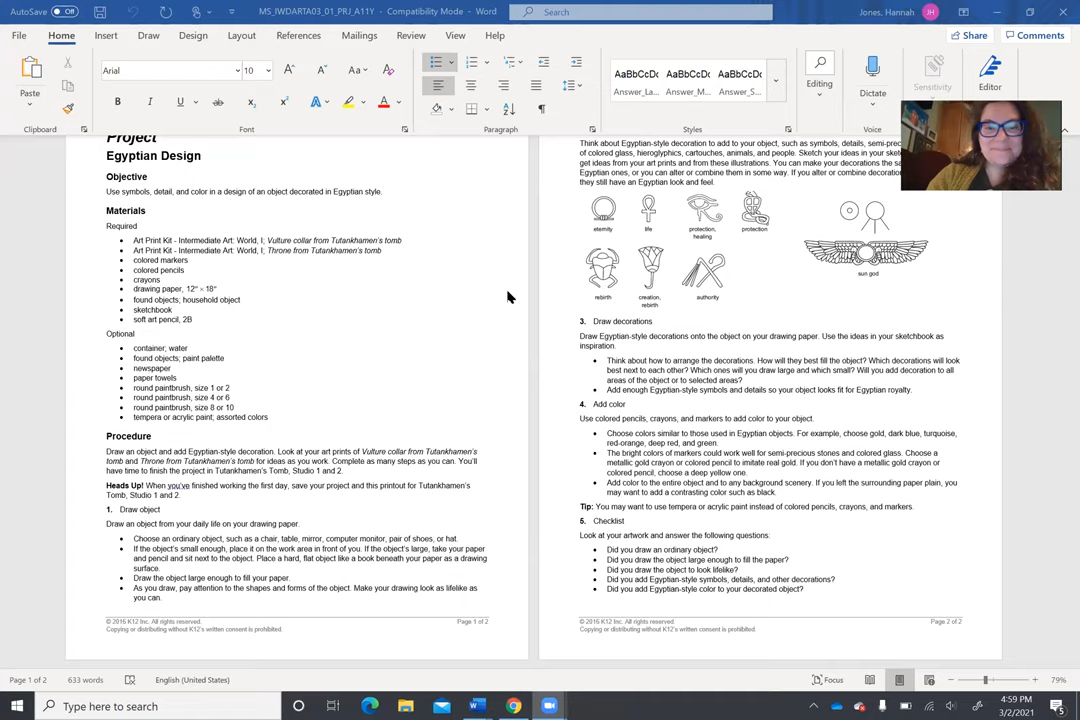 AutoSave Off
MS_IWDARTA03_01_PRJ_A11Y - Compatibility Mode - Word
Search
Jones, Hannah
JH
File Home Insert Draw Design Layout References Mailings Review View Help
Share Comments
Paste
Clipboard
Arial 10
Font
Paragraph
AaBbCcDc AaBbCcDc AaBbCcDc
Answer_La... Answer_M... Answer_S...
Styles
Editing
Dictate
Voice
Sensitivity
Editor
Project
Egyptian Design
Objective
Use symbols, detail, and color in a design of an object decorated in Egyptian style.
Materials
Required
• Art Print Kit - Intermediate Art: World, I; Vulture collar from Tutankhamen's tomb
• Art Print Kit - Intermediate Art: World, I; Throne from Tutankhamen's tomb
• colored markers
• colored pencils
• crayons
• drawing paper, 12" × 18"
• found objects; household object
• sketchbook
• soft art pencil, 2B
Optional
• container; water
• found objects; paint palette
• newspaper
• paper towels
• round paintbrush, size 1 or 2
• round paintbrush, size 4 or 6
• round paintbrush, size 8 or 10
• tempera or acrylic paint; assorted colors
Procedure
Draw an object and add Egyptian-style decoration. Look at your art prints of Vulture collar from Tutankhamen's
tomb and Throne from Tutankhamen's tomb for ideas as you work. Complete as many steps as you can. You'll
have time to finish the project in Tutankhamen's Tomb, Studio 1 and 2.
Heads Up! When you've finished working the first day, save your project and this printout for Tutankhamen's
Tomb, Studio 1 and 2.
1. Draw object
Draw an object from your daily life on your drawing paper.
• Choose an ordinary object, such as a chair, table, mirror, computer monitor, pair of shoes, or hat.
• If the object's small enough, place it on the work area in front of you. If the object's large, take your paper
and pencil and sit next to the object. Place a hard, flat object like a book beneath your paper as a drawing
surface.
• Draw the object large enough to fill your paper.
• As you draw, pay attention to the shapes and forms of the object. Make your drawing look as lifelike as
you can.
© 2016 K12 Inc. All rights reserved.
Copying or distributing without K12's written consent is prohibited.
Page 1 of 2
Think about Egyptian-style decoration to add to your object, such as symbols, details, semi-prec
of colored glass, hieroglyphics, cartouches, animals, and people. Sketch your ideas in your sketc
get ideas from your art prints and from these illustrations. You can make your decorations the sa
Egyptian ones, or you can alter or combine them in some way. If you alter or combine decoration
they still have an Egyptian look and feel.
eternity
life
protection,
healing
protection
sun god
rebirth
creation,
rebirth
authority
3. Draw decorations
Draw Egyptian-style decorations onto the object on your drawing paper. Use the ideas in your sketchbook as
inspiration.
• Think about how to arrange the decorations. How will they best fill the object? Which decorations will look
best next to each other? Which ones will you draw large and which small? Will you add decoration to all
areas of the object or to selected areas?
• Add enough Egyptian-style symbols and details so your object looks fit for Egyptian royalty.
4. Add color
Use colored pencils, crayons, and markers to add color to your object.
• Choose colors similar to those used in Egyptian objects. For example, choose gold, dark blue, turquoise,
red-orange, deep red, and green.
• The bright colors of markers could work well for semi-precious stones and colored glass. Choose a
metallic gold crayon or colored pencil to imitate real gold. If you don't have a metallic gold crayon or
colored pencil, choose a deep yellow one.
• Add color to the entire object and to any background scenery. If you left the surrounding paper plain, you
may want to add a contrasting color such as black.
Tip: You may want to use tempera or acrylic paint instead of colored pencils, crayons, and markers.
5. Checklist
Look at your artwork and answer the following questions.
• Did you draw an ordinary object?
• Did you draw the object large enough to fill the paper?
• Did you draw the object to look lifelike?
• Did you add Egyptian-style symbols, details, and other decorations?
• Did you add Egyptian-style color to your decorated object?
© 2016 K12 Inc. All rights reserved.
Copying or distributing without K12's written consent is prohibited.
Page 2 of 2
Page 1 of 2 633 words English (United States)
Focus
79%
Type here to search
4:59 PM
3/2/2021
5